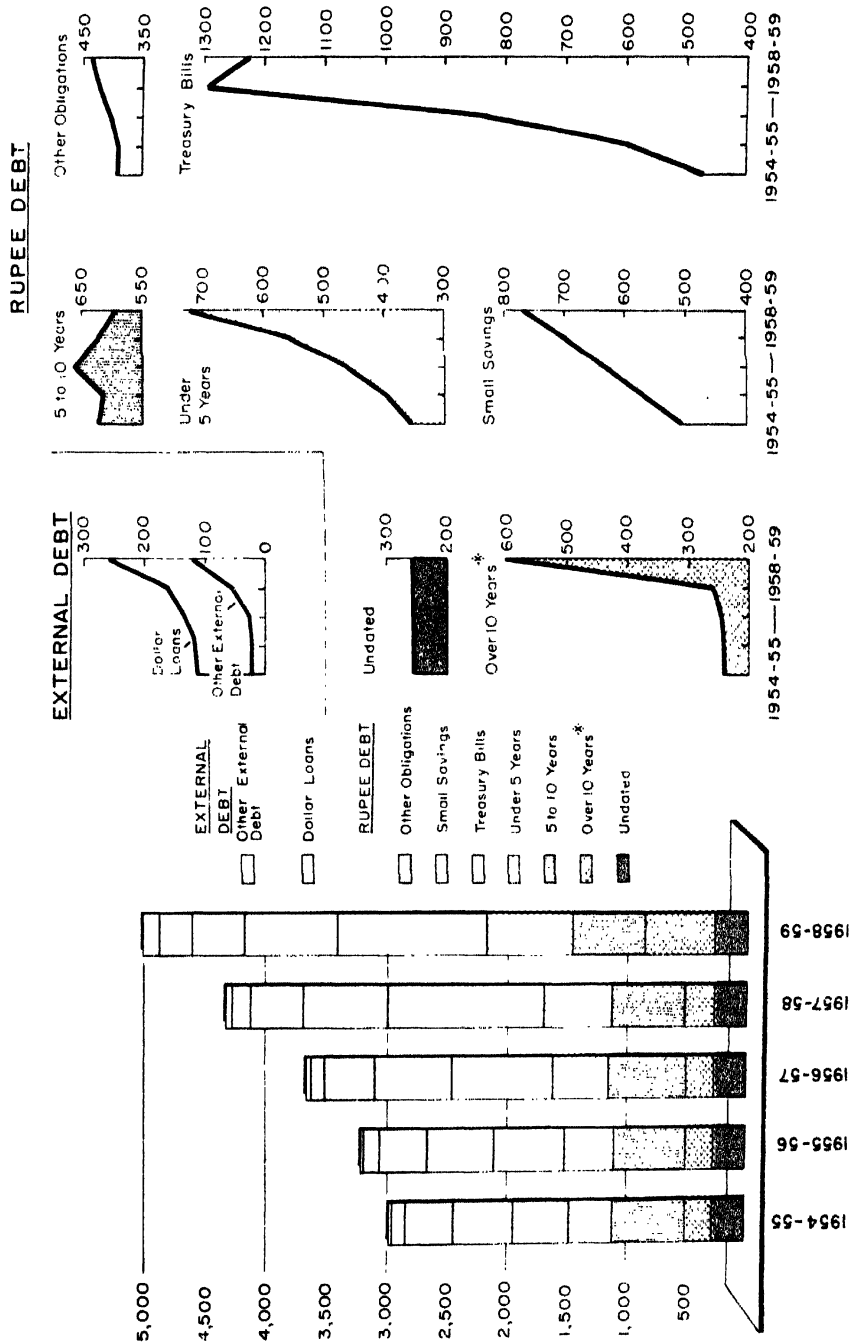 5,000
4,500
4,000
3,500
3,000
2,500
2,000
1,500
1,000
500
1954-55
1955-56
1956-57
1957-58
1958-59
EXTERNAL
DEBT
Other External
Debt
Dollar Loans
RUPEE DEBT
Other Obligations
Small Savings
Treasury Bills
Under 5 Years
5 to 10 Years
Over 10 Years*
Undated
EXTERNAL DEBT
300
200
100
0
Dollar
Loans
Other External
Debt
Undated
300
200
Over 10 Years*
600
500
400
300
200
1954-55—1958-59
RUPEE DEBT
5 to 10 Years
650
550
Under
5 Years
700
600
500
400
300
Small Savings
800
700
600
500
400
1954-55—1958-59
Other Obligations
450
350
Treasury Bills
1300
1200
1100
1000
900
800
700
600
500
400
1954-55—1958-59